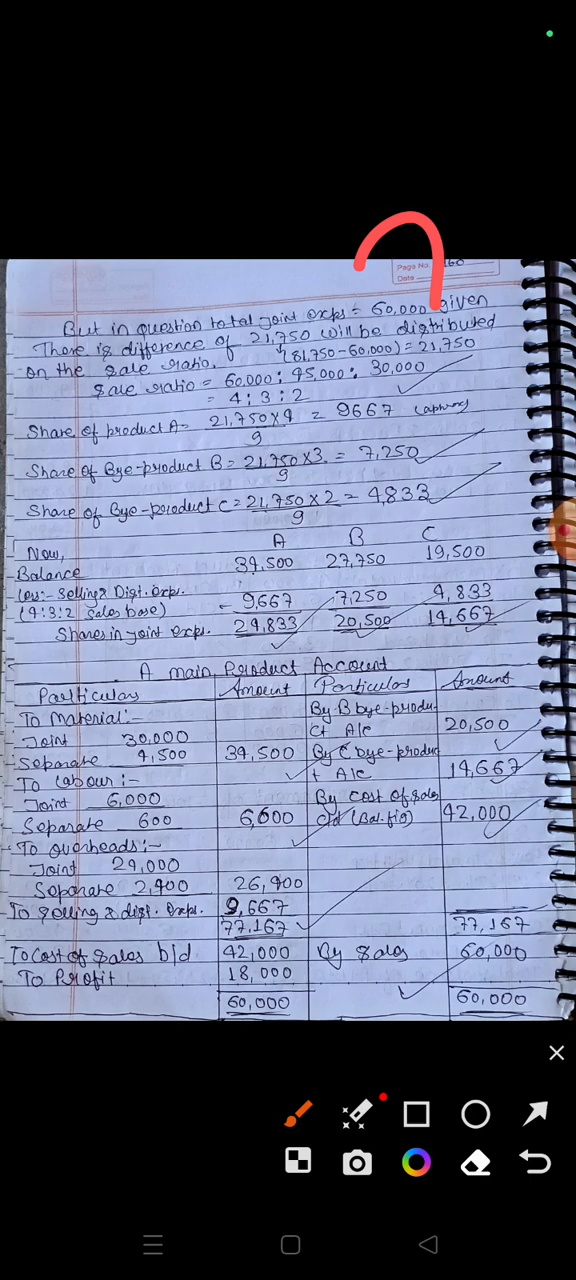 Page No. 160
Date
But in question total joint exps = 60,000 given
There is difference of 21,750 will be distributed
on the sale ratio. (81,750-60,000) = 21,750
Sale ratio = 60,000 : 45,000 : 30,000
= 4 : 3 : 2
Share of product A = 21,750 X 4 / 9 = 9667
Share of Bye-product B = 21,750 X 3 / 9 = 7,250
Share of Bye-product C = 21,750 X 2 / 9 = 4,833
Now, A B C
Balance 34,500 27,750 19,500
Less:- Selling & Dist. Exps. 9,667 7,250 4,833
(4:3:2 sales base)
Shares in joint exps. 24,833 20,500 14,667
A main Product Account
Particulars Amount Particulars Amount
To Material:- By B bye-produ
Joint 30,000 ct A/c 20,500
Separate 4,500 34,500 By C bye-produc
To labour:- t A/c 14,667
Joint 6,000 By Cost of Sales
Separate 600 6,600 c/d (Bal. fig) 42,000
To overheads:-
Joint 24,000
Separate 2,400 26,400
To Selling & dist. Exps. 9,667
77,167 77,167
To Cost of Sales b/d 42,000 By Sales 60,000
To Profit 18,000
60,000 60,000